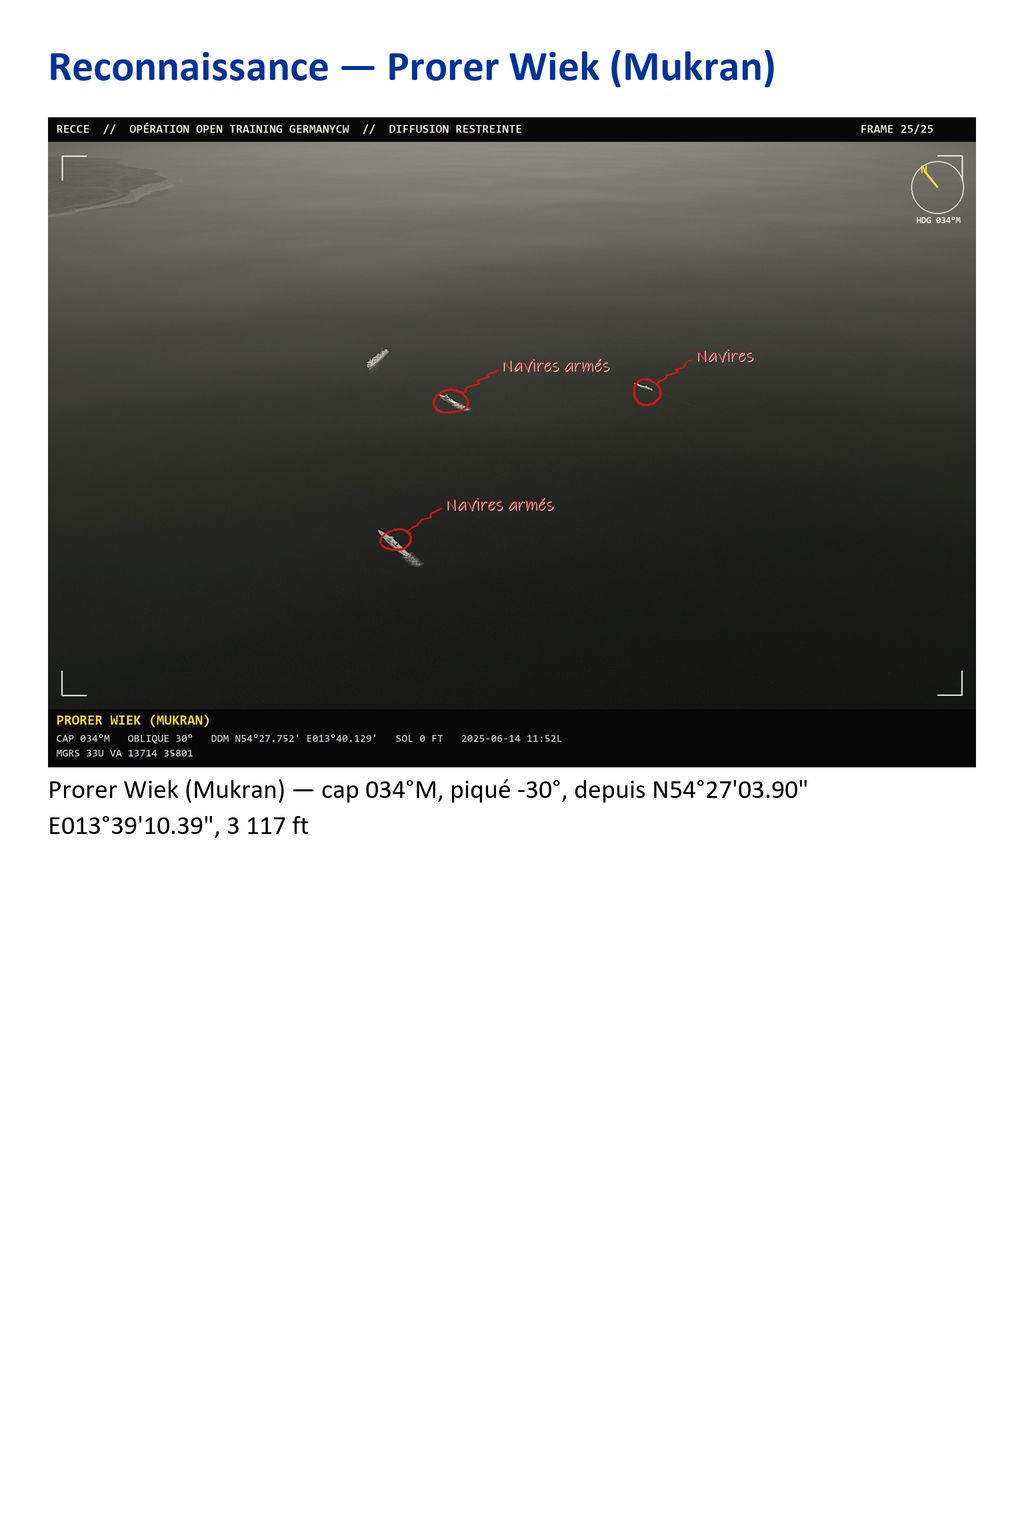 Reconnaissance — Prorer Wiek (Mukran)
RECCE // OPÉRATION OPEN TRAINING GERMANYCW // DIFFUSION RESTREINTE FRAME 25/25
N
HDG 034°M
Navires armés
Navires
Navires armés
PRORER WIEK (MUKRAN)
CAP 034°M OBLIQUE 30° DDM N54°27.752' E013°40.129' SOL 0 FT 2025-06-14 11:52L
MGRS 33U VA 13714 35801
Prorer Wiek (Mukran) — cap 034°M, piqué -30°, depuis N54°27'03.90"
E013°39'10.39", 3 117 ft